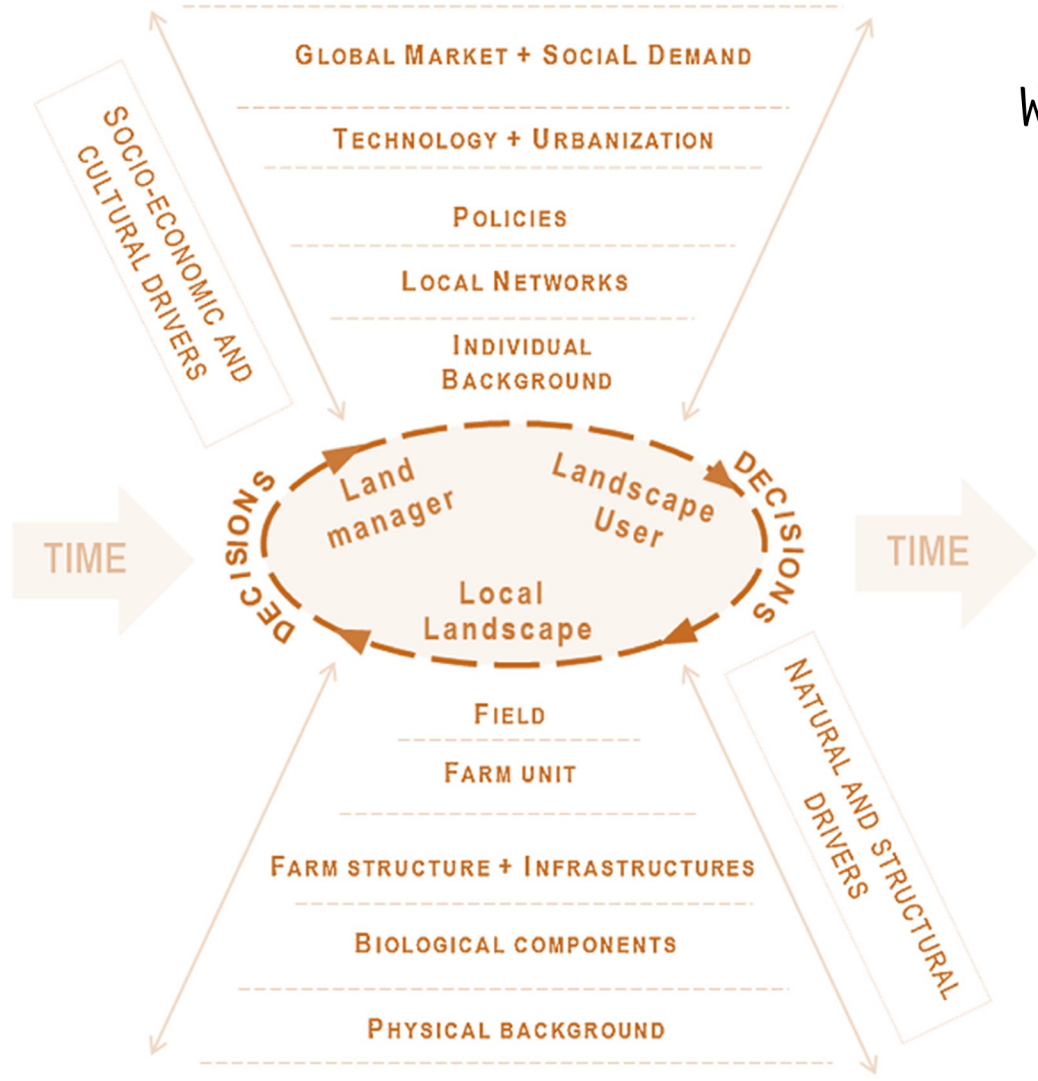 GLOBAL MARKET + SOCIAL DEMAND
TECHNOLOGY + URBANIZATION
SOCIO-ECONOMIC AND
CULTURAL DRIVERS
POLICIES
LOCAL NETWORKS
INDIVIDUAL
BACKGROUND
DECISIONS
Land
manager
Landscape
User
DECISIONS
TIME
TIME
Local
Landscape
FIELD
FARM UNIT
NATURAL AND STRUCTURAL
DRIVERS
FARM STRUCTURE + INFRASTRUCTURES
BIOLOGICAL COMPONENTS
PHYSICAL BACKGROUND